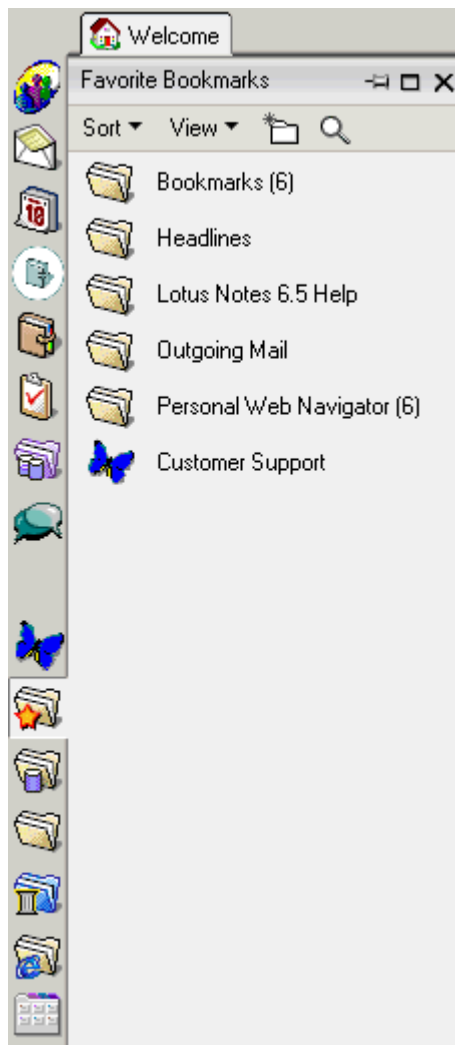 Welcome
Favorite Bookmarks
Sort View
Bookmarks (6)
Headlines
Lotus Notes 6.5 Help
Outgoing Mail
Personal Web Navigator (6)
Customer Support
18